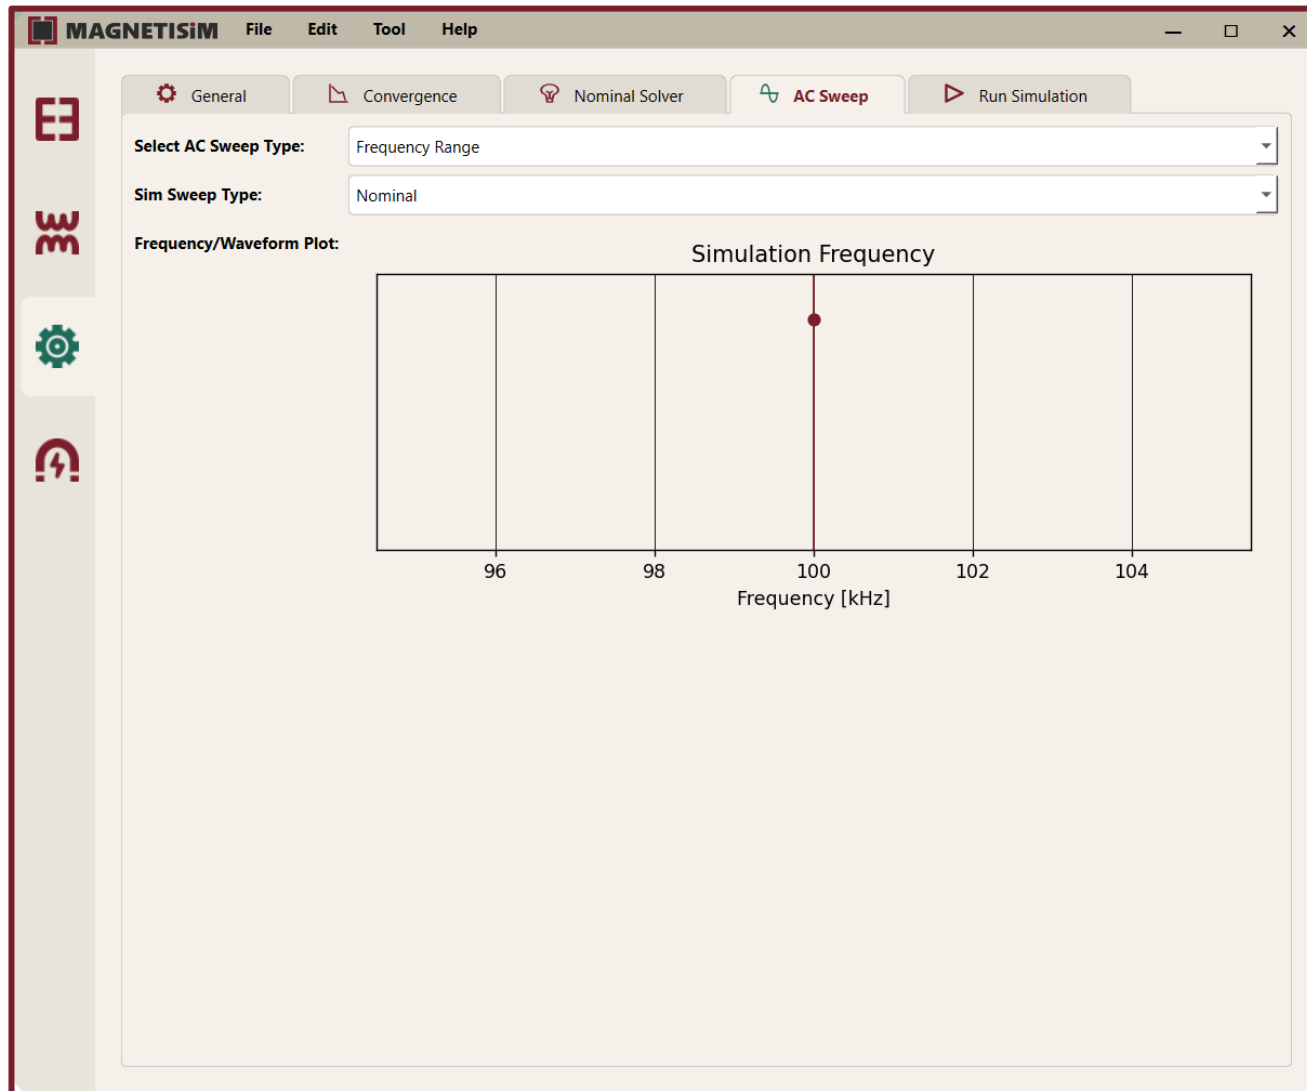 MAGNETISiM File Edit Tool Help
General Convergence Nominal Solver AC Sweep Run Simulation
Select AC Sweep Type: Frequency Range
Sim Sweep Type: Nominal
Frequency/Waveform Plot:
Simulation Frequency
96 98 100 102 104
Frequency [kHz]